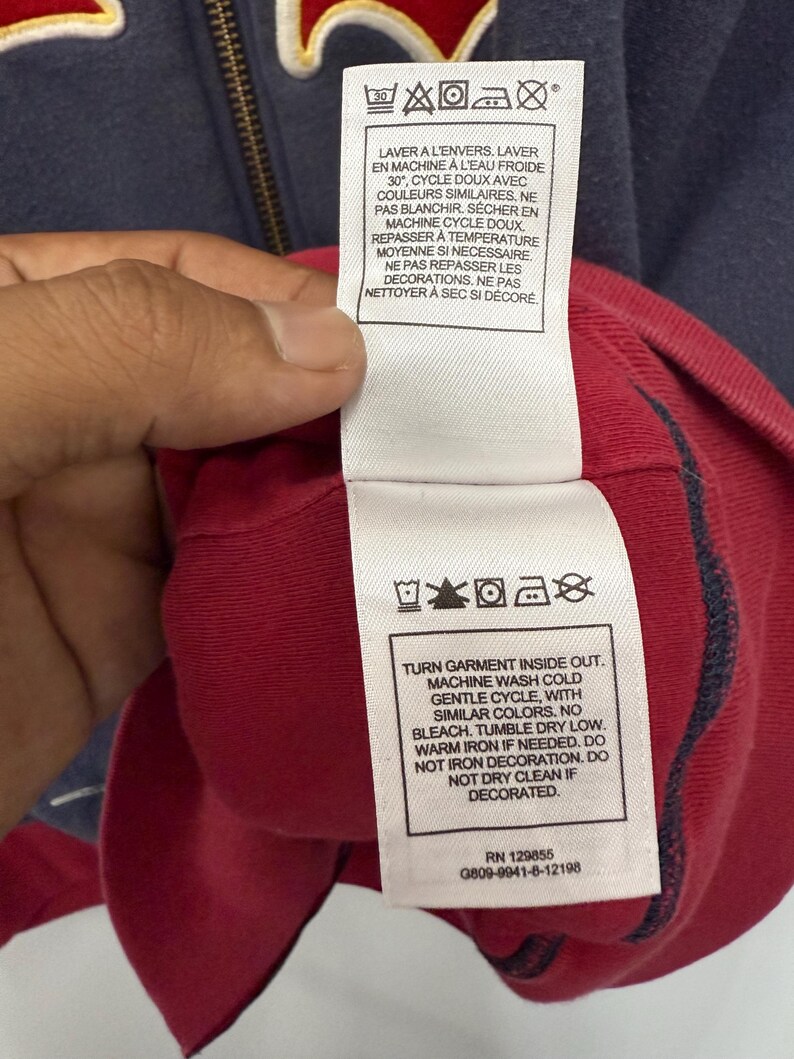 30
®
LAVER A L'ENVERS. LAVER
EN MACHINE À L'EAU FROIDE
30°, CYCLE DOUX AVEC
COULEURS SIMILAIRES. NE
PAS BLANCHIR. SÉCHER EN
MACHINE CYCLE DOUX.
REPASSER À TEMPÉRATURE
MOYENNE SI NECESSAIRE.
NE PAS REPASSER LES
DECORATIONS. NE PAS
NETTOYER À SEC SI DÉCORÉ.
TURN GARMENT INSIDE OUT.
MACHINE WASH COLD
GENTLE CYCLE, WITH
SIMILAR COLORS. NO
BLEACH. TUMBLE DRY LOW.
WARM IRON IF NEEDED. DO
NOT IRON DECORATION. DO
NOT DRY CLEAN IF
DECORATED.
RN 129855
G809-9941-8-12198